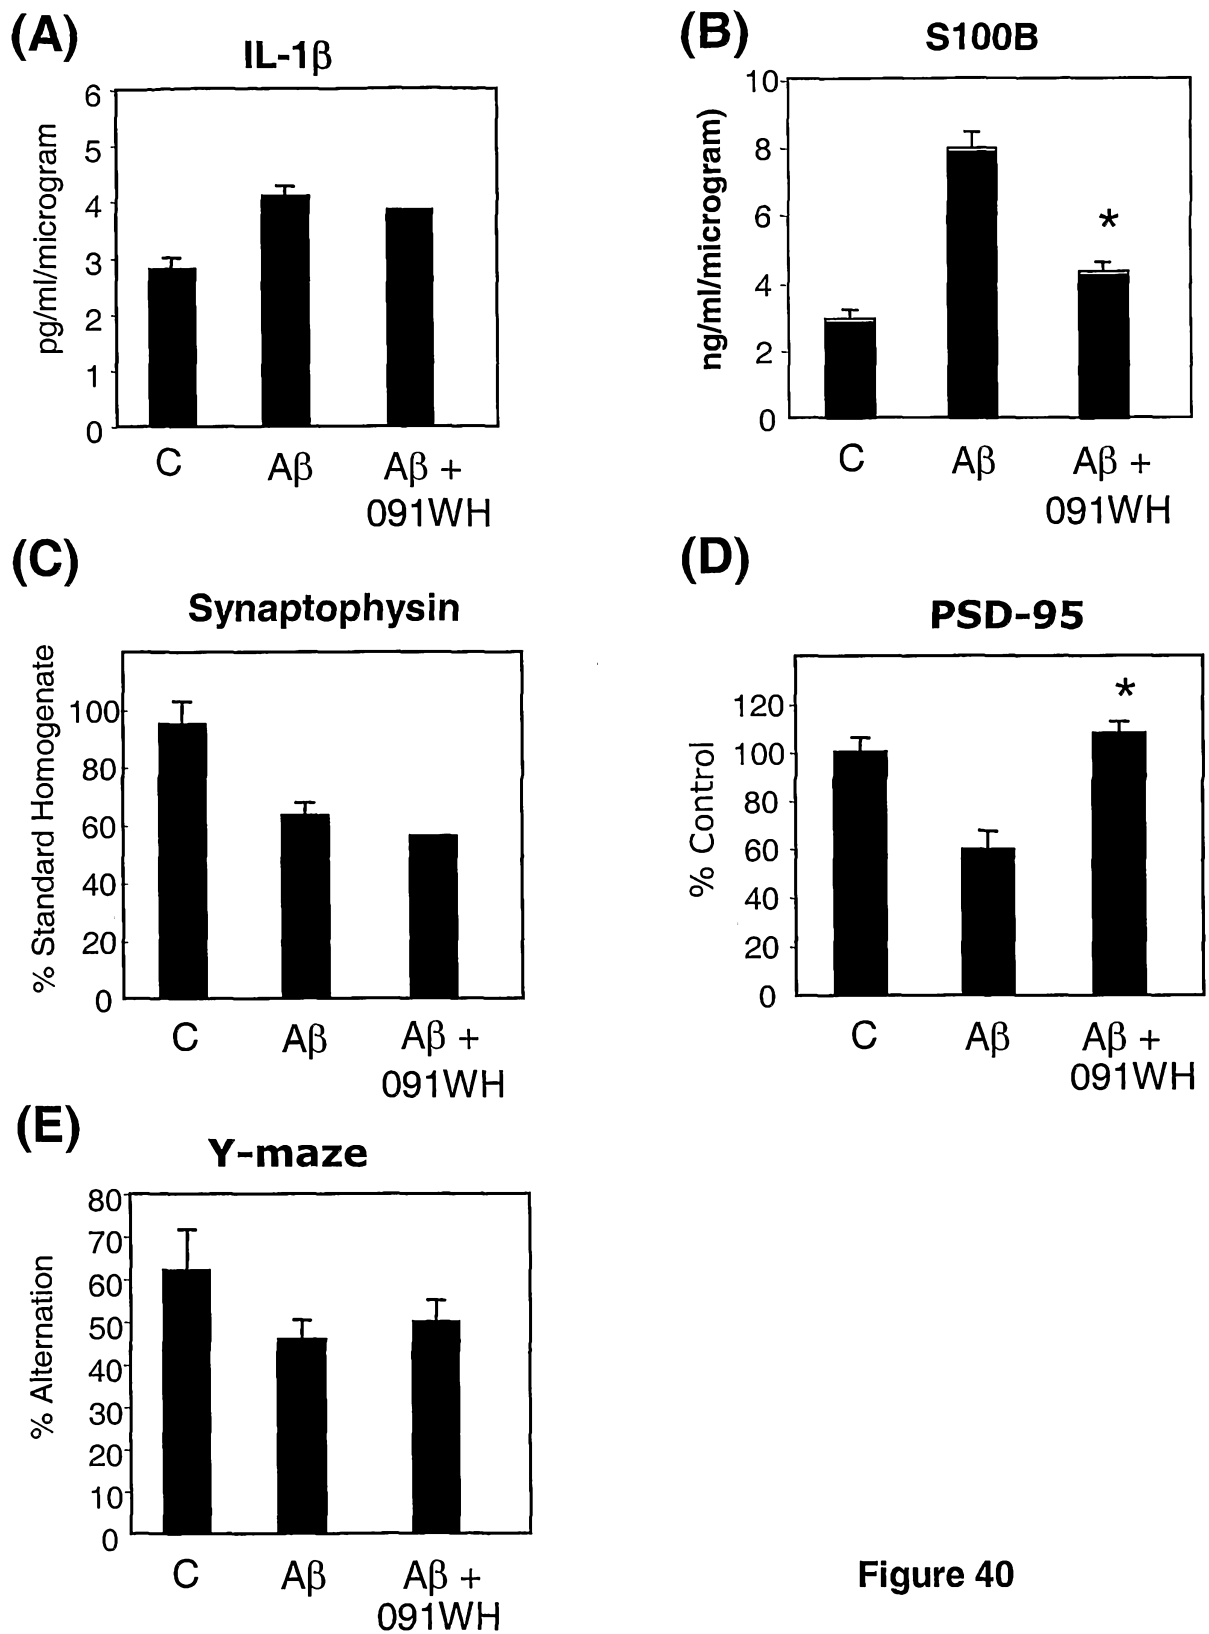 (A)
IL-1β
pg/ml/microgram
6
5
4
3
2
1
0
C
Aβ
Aβ +
091WH
(B)
S100B
ng/ml/microgram)
10
8
6
4
2
0
*
C
Aβ
Aβ +
091WH
(C)
Synaptophysin
% Standard Homogenate
100
80
60
40
20
0
C
Aβ
Aβ +
091WH
(D)
PSD-95
% Control
120
100
80
60
40
20
0
*
C
Aβ
Aβ +
091WH
(E)
Y-maze
% Alternation
80
70
60
50
40
30
20
10
0
C
Aβ
Aβ +
091WH
Figure 40